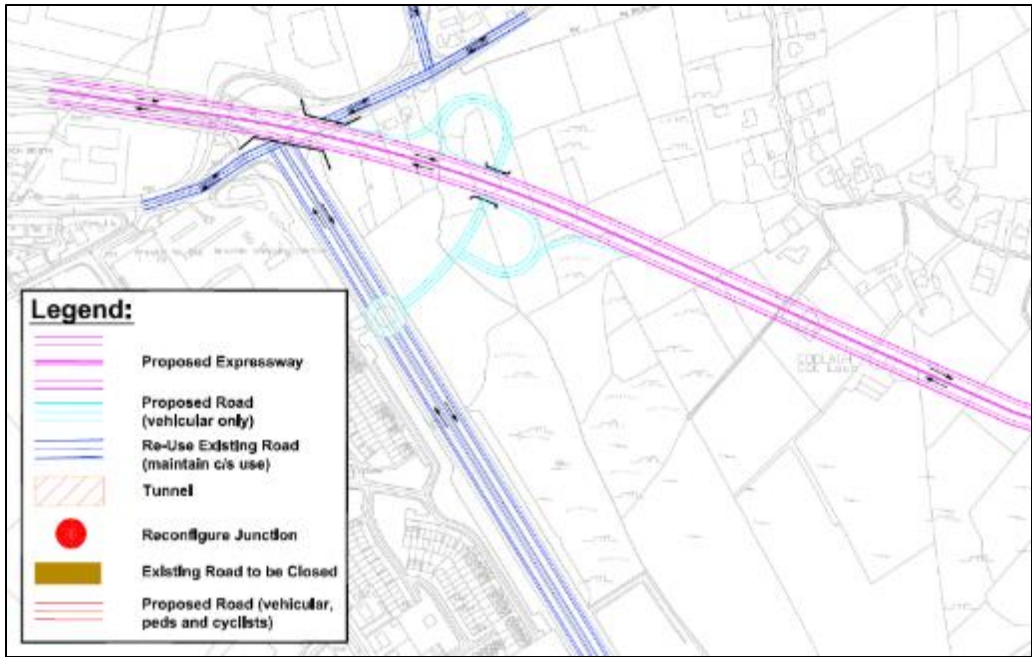 Legend:
Proposed Expressway
Proposed Road
(vehicular only)
Re-Use Existing Road
(maintain c/s use)
Tunnel
Reconfigure Junction
Existing Road to be Closed
Proposed Road (vehicular,
peds and cyclists)